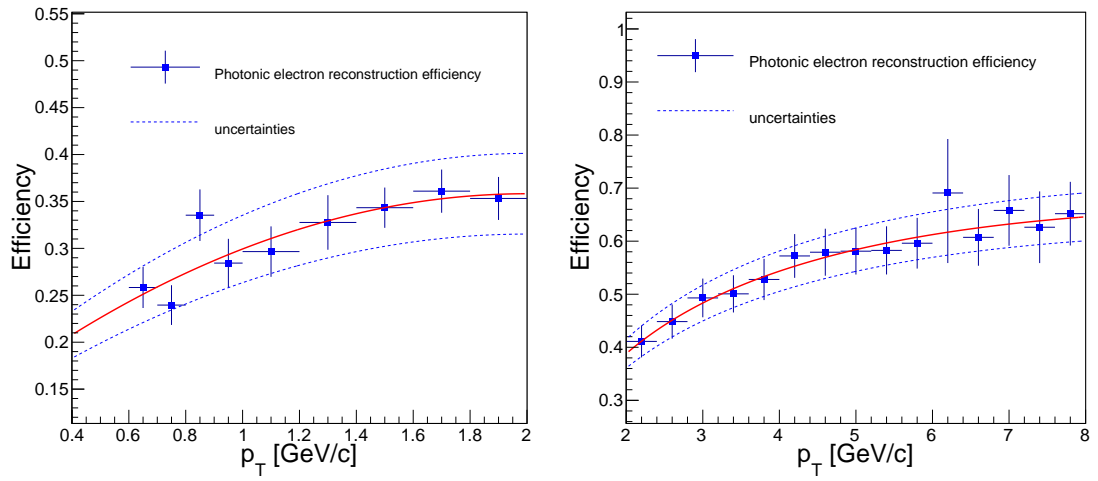 0.55
0.5
0.45
0.4
0.35
0.3
0.25
0.2
0.15
Efficiency
Photonic electron reconstruction efficiency
uncertainties
0.4 0.6 0.8 1 1.2 1.4 1.6 1.8 2
p_T [GeV/c]
1
0.9
0.8
0.7
0.6
0.5
0.4
0.3
Efficiency
Photonic electron reconstruction efficiency
uncertainties
2 3 4 5 6 7 8
p_T [GeV/c]